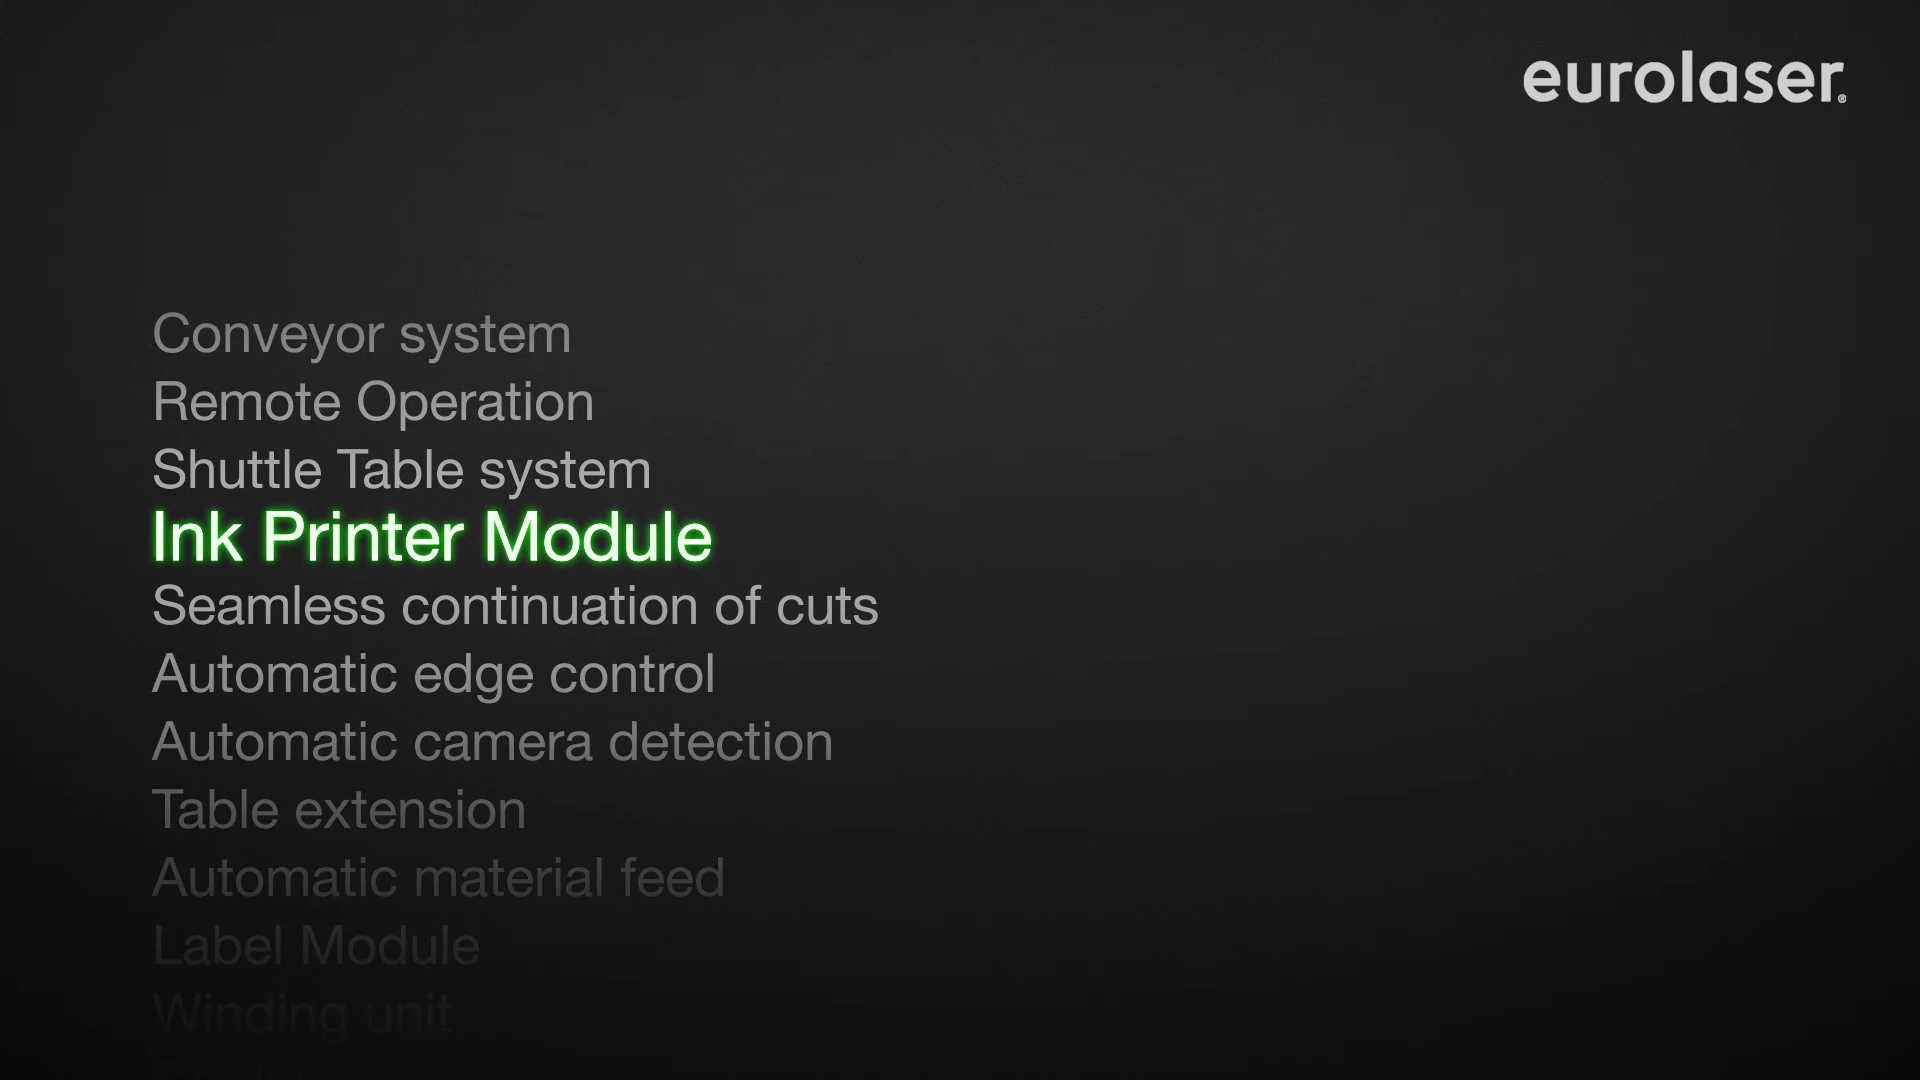 eurolaser®
Conveyor system
Remote Operation
Shuttle Table system
Ink Printer Module
Seamless continuation of cuts
Automatic edge control
Automatic camera detection
Table extension
Automatic material feed
Label Module
Winding unit